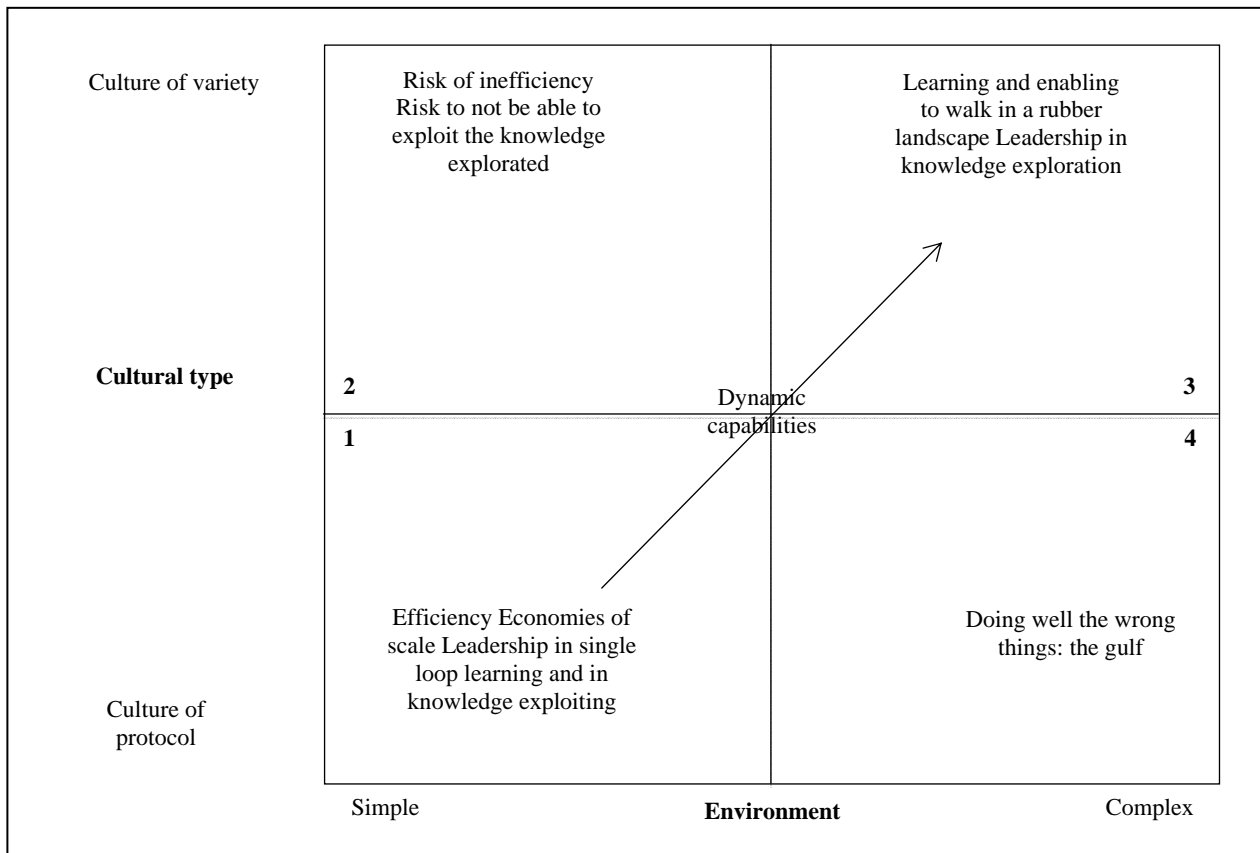 Culture of variety
Risk of inefficiency
Risk to not be able to
exploit the knowledge
explorated
Learning and enabling
to walk in a rubber
landscape Leadership in
knowledge exploration
Cultural type
2
3
Dynamic
capabilities
1
4
Efficiency Economies of
scale Leadership in single
loop learning and in
knowledge exploiting
Doing well the wrong
things: the gulf
Culture of
protocol
Simple
Environment
Complex